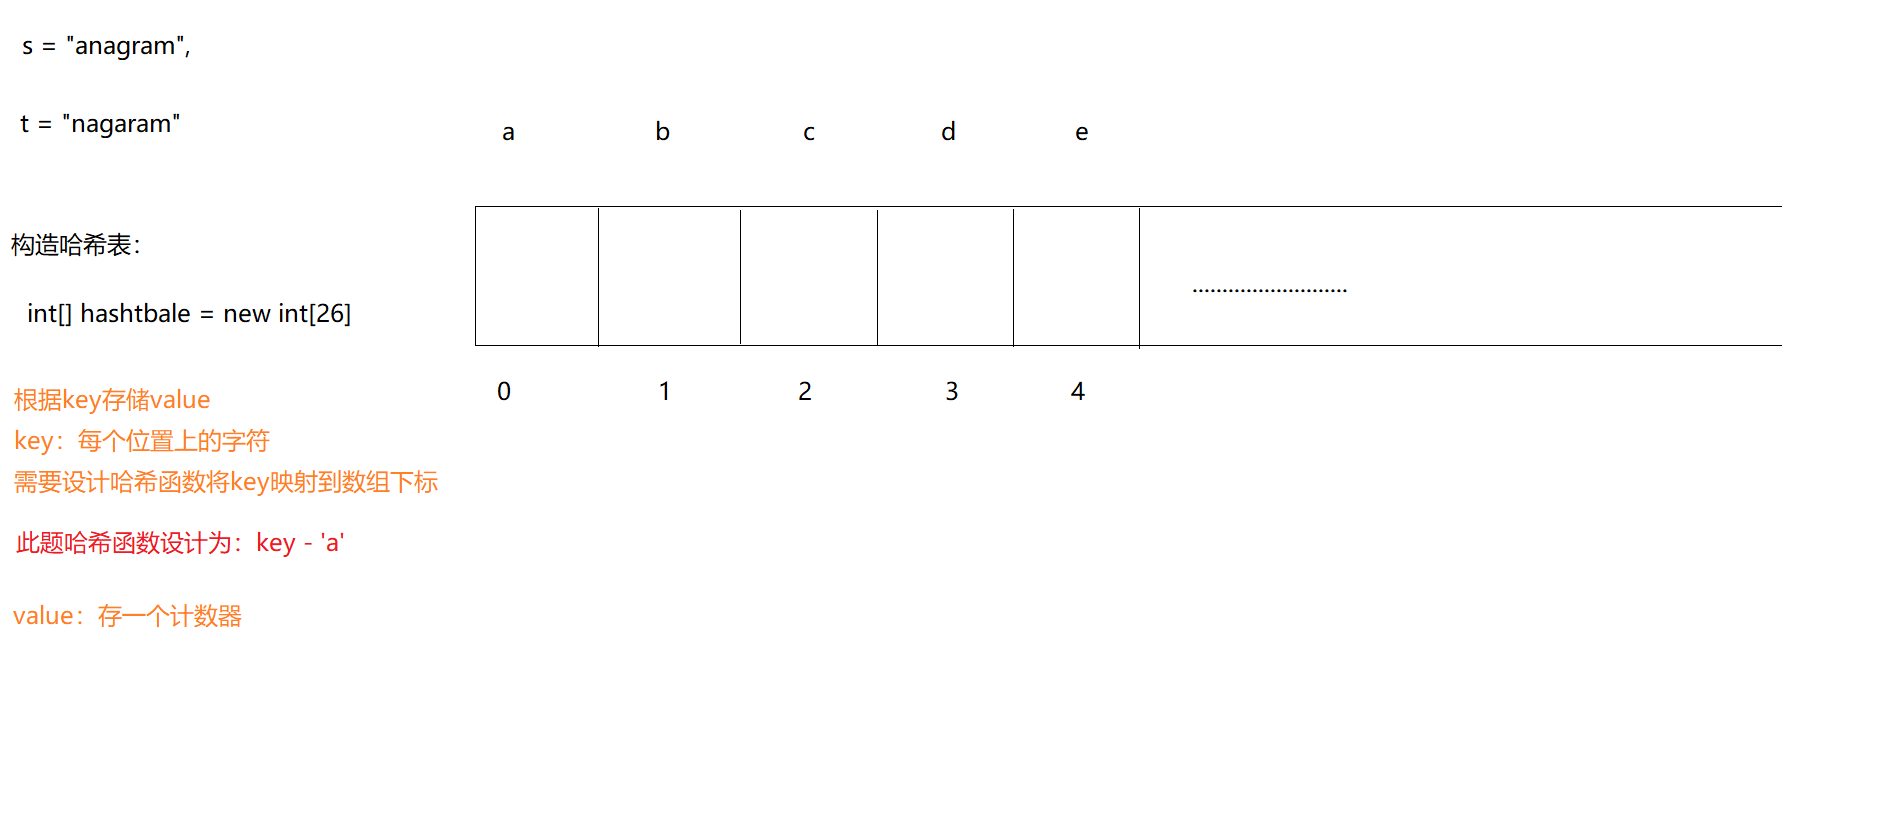 s = "anagram",
t = "nagaram"
a b c d e
构造哈希表：
int[] hashtbale = new int[26]
..........................
0 1 2 3 4
根据key存储value
key：每个位置上的字符
需要设计哈希函数将key映射到数组下标
此题哈希函数设计为：key - 'a'
value：存一个计数器